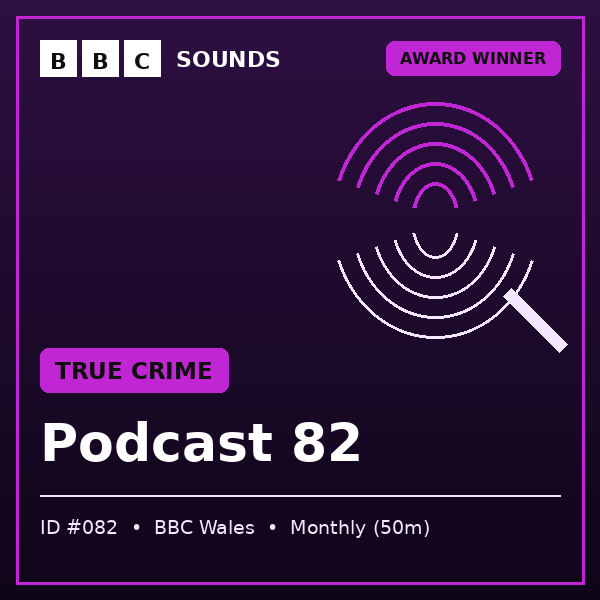 BBC SOUNDS
AWARD WINNER
TRUE CRIME
Podcast 82
ID #082 • BBC Wales • Monthly (50m)